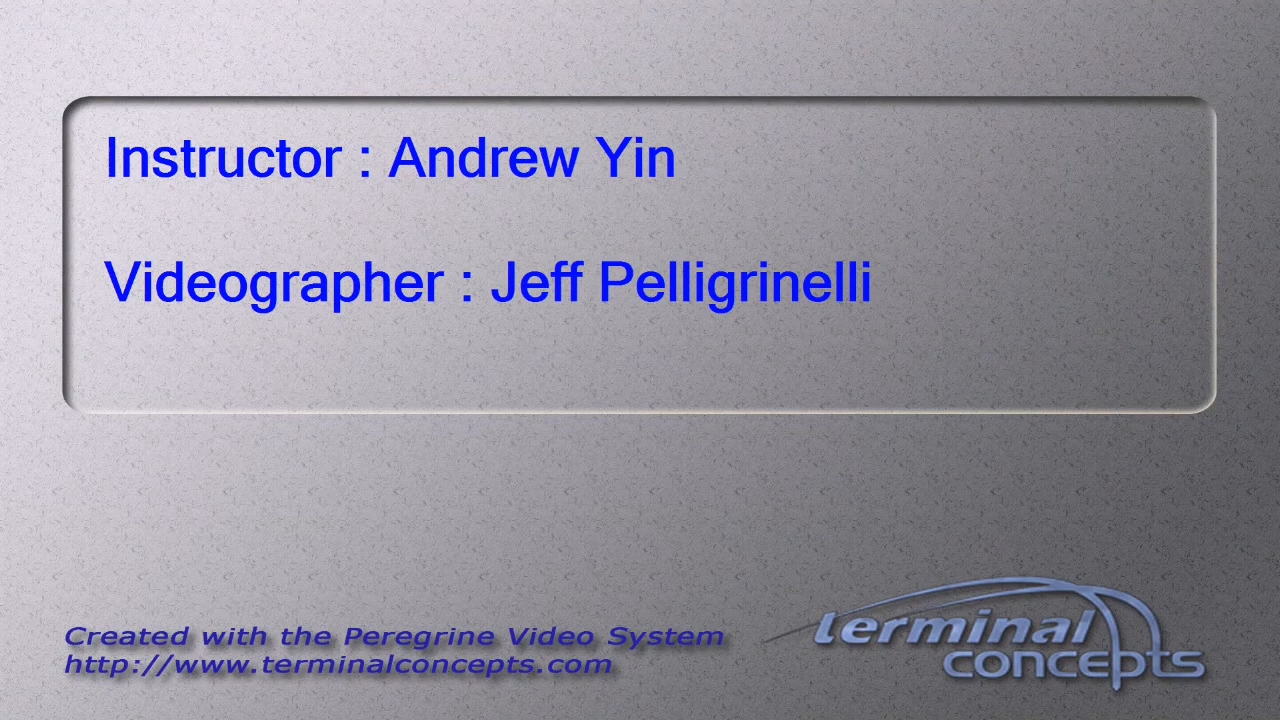 Instructor : Andrew Yin
Videographer : Jeff Pelligrinelli
Created with the Peregrine Video System
http://www.terminalconcepts.com
terminal
concepts